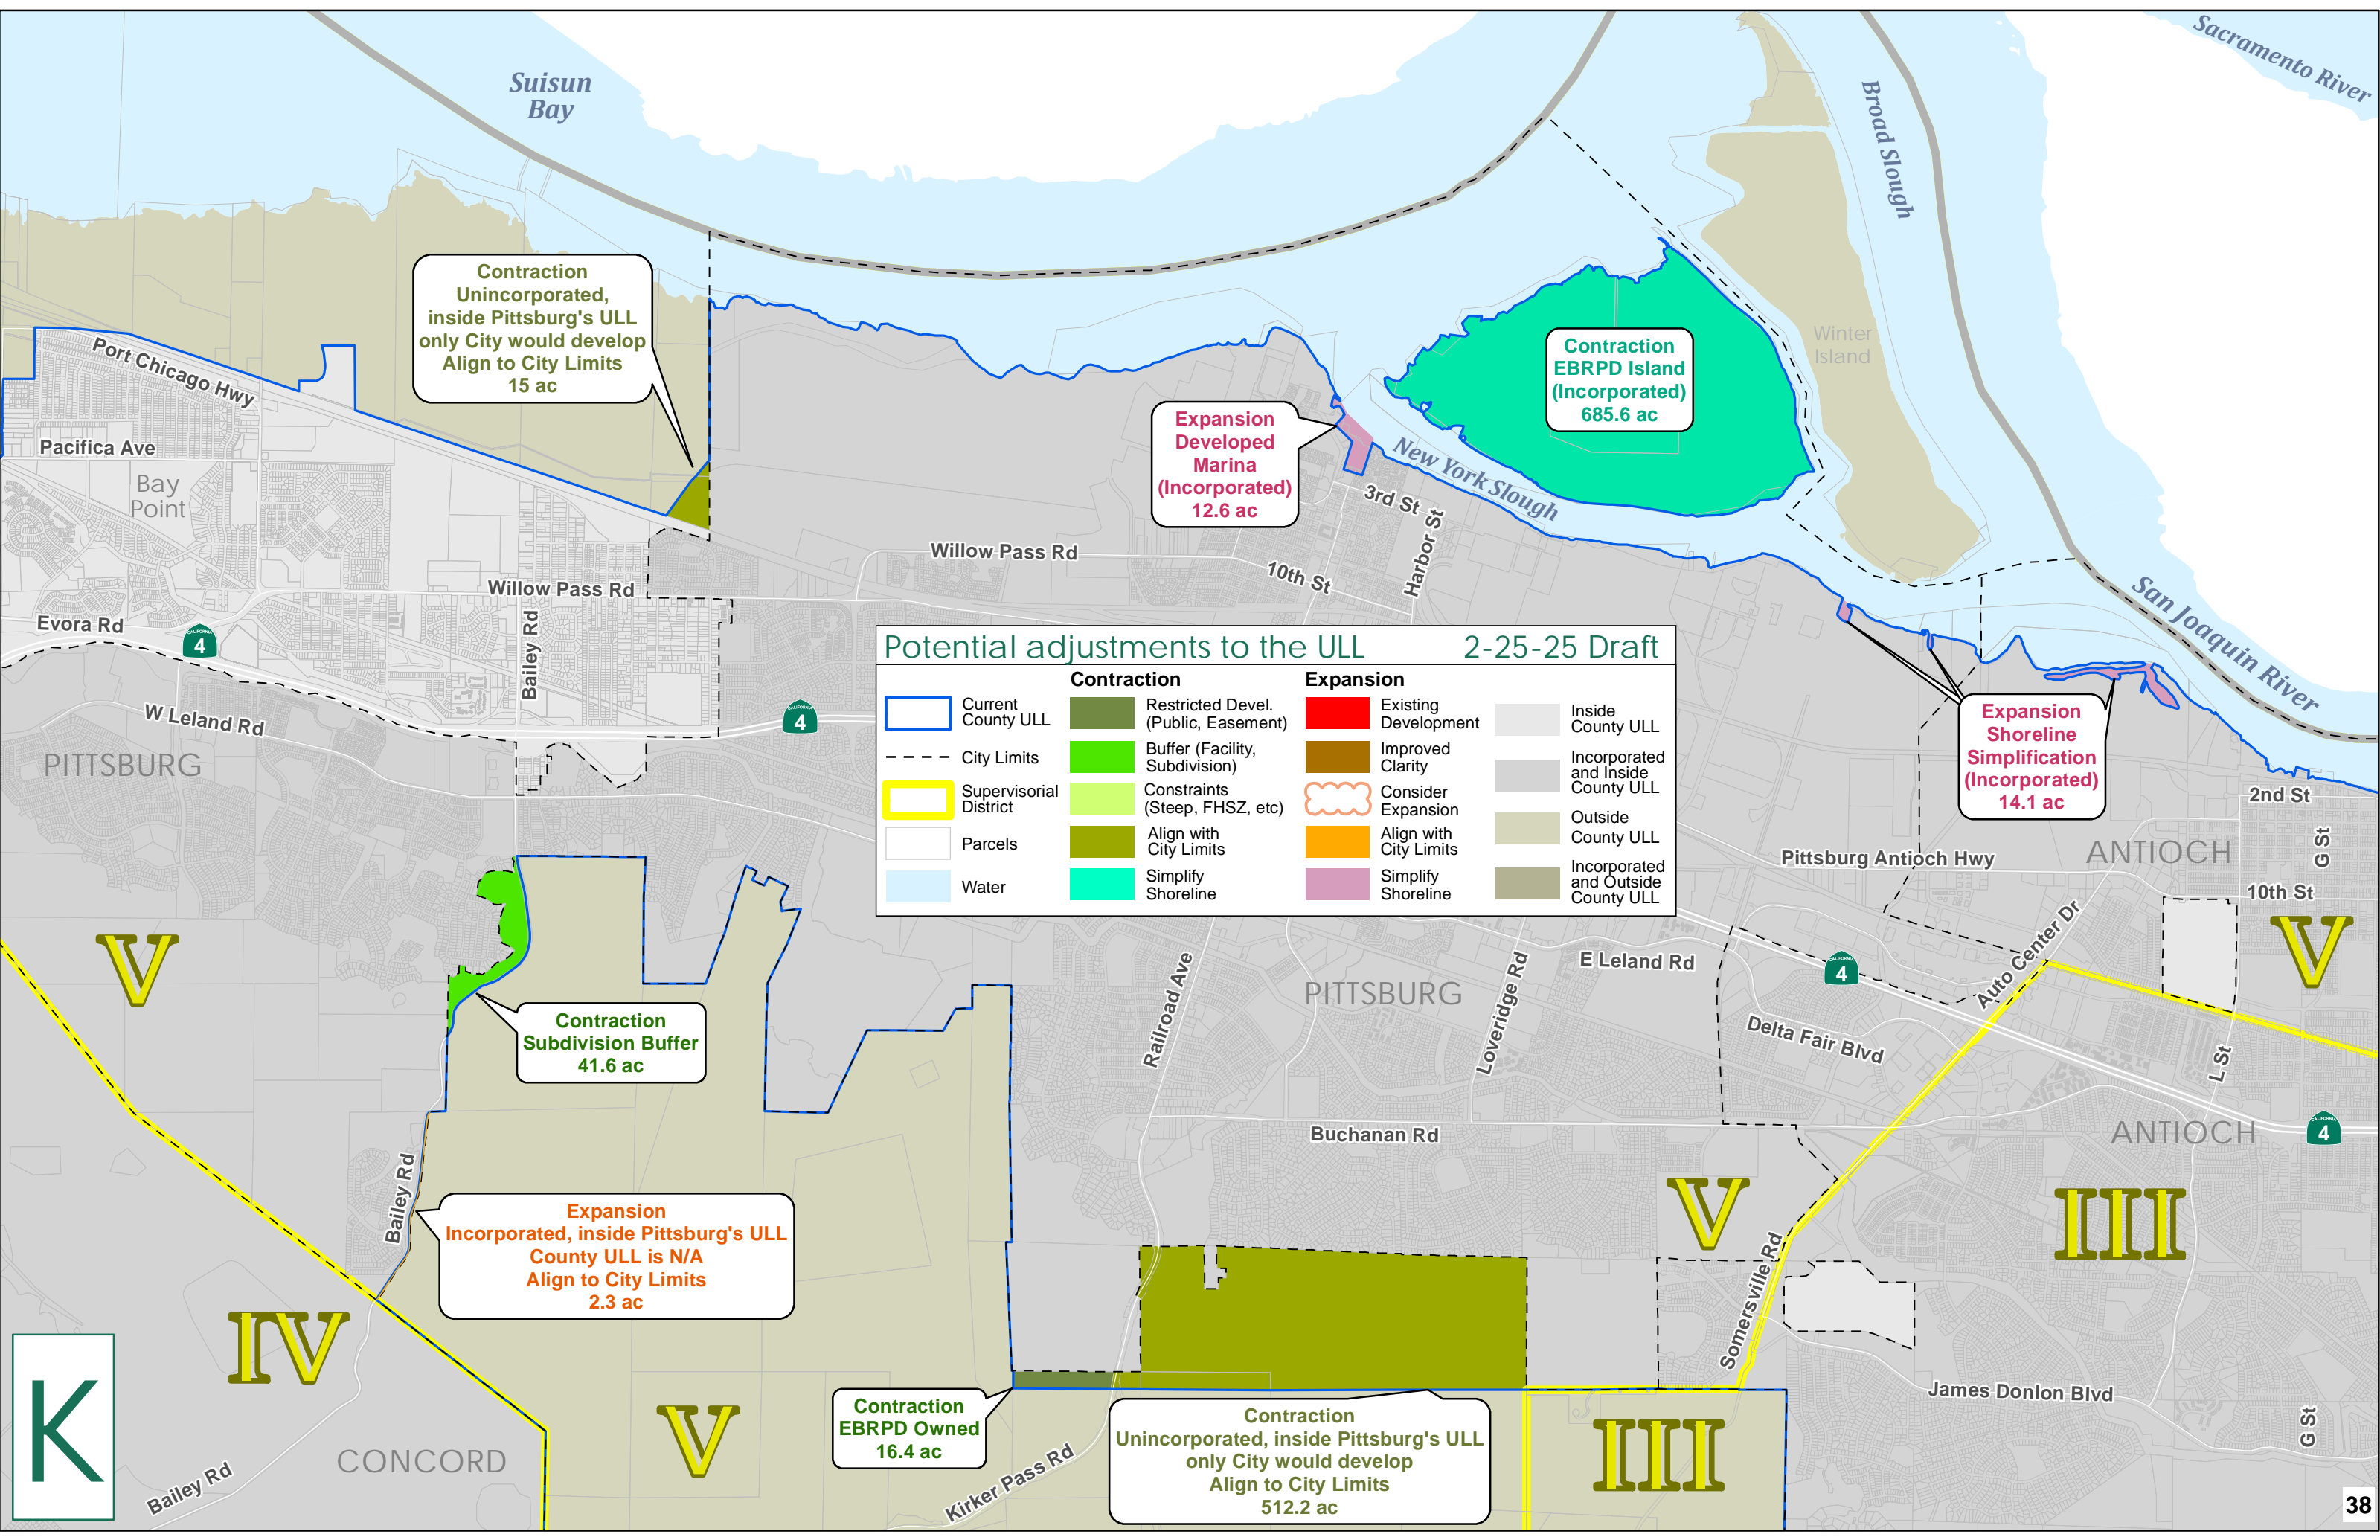 Suisun
Bay
Sacramento River
Broad Slough
Contraction
Unincorporated,
inside Pittsburg's ULL
only City would develop
Align to City Limits
15 ac
Port Chicago Hwy
Pacifica Ave
Bay
Point
Contraction
EBRPD Island
(Incorporated)
685.6 ac
Winter
Island
Expansion
Developed
Marina
(Incorporated)
12.6 ac
New York Slough
3rd St
Harbor St
10th St
Willow Pass Rd
Willow Pass Rd
Evora Rd
CALIFORNIA
4
Bailey Rd
W Leland Rd
PITTSBURG
CALIFORNIA
4
San Joaquin River
Potential adjustments to the ULL 2-25-25 Draft
Current
County ULL
City Limits
Supervisorial
District
Parcels
Water
Contraction
Restricted Devel.
(Public, Easement)
Buffer (Facility,
Subdivision)
Constraints
(Steep, FHSZ, etc)
Align with
City Limits
Simplify
Shoreline
Expansion
Existing
Development
Improved
Clarity
Consider
Expansion
Align with
City Limits
Simplify
Shoreline
Inside
County ULL
Incorporated
and Inside
County ULL
Outside
County ULL
Incorporated
and Outside
County ULL
Expansion
Shoreline
Simplification
(Incorporated)
14.1 ac
2nd St
G St
Pittsburg Antioch Hwy
ANTIOCH
10th St
V
V
Auto Center Dr
CALIFORNIA
4
E Leland Rd
PITTSBURG
Railroad Ave
Loveridge Rd
Delta Fair Blvd
L St
Contraction
Subdivision Buffer
41.6 ac
Buchanan Rd
ANTIOCH
CALIFORNIA
4
Bailey Rd
Expansion
Incorporated, inside Pittsburg's ULL
County ULL is N/A
Align to City Limits
2.3 ac
V
III
Somersville Rd
IV
K
CONCORD
Bailey Rd
V
Contraction
EBRPD Owned
16.4 ac
Kirker Pass Rd
Contraction
Unincorporated, inside Pittsburg's ULL
only City would develop
Align to City Limits
512.2 ac
III
James Donlon Blvd
G St
38